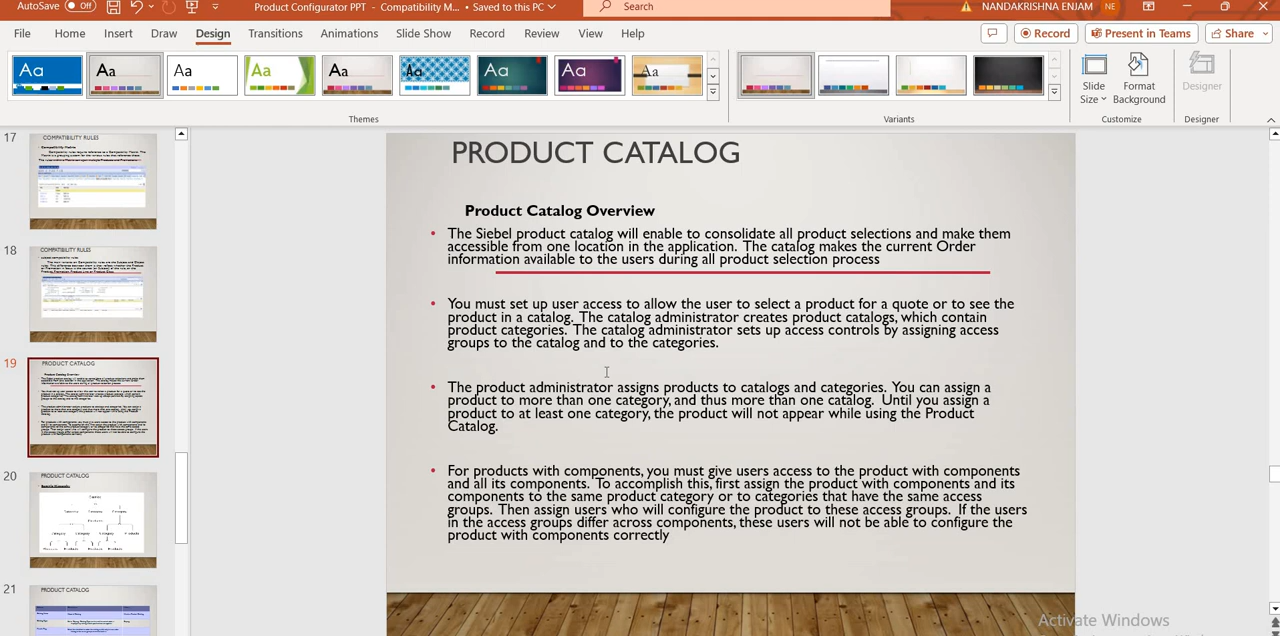 AutoSave Off Product Configurator PPT - Compatibility M... • Saved to this PC Search NANDAKRISHNA ENJAM NE
File Home Insert Draw Design Transitions Animations Slide Show Record Review View Help Record Present in Teams Share
Aa Aa Aa Aa Aa Aa Aa Aa Aa
Slide Size Format Background Designer
Themes Variants Customize Designer
17
COMPATIBILITY RULES
18
COMPATIBILITY RULES
19
PRODUCT CATALOG
Product Catalog Overview
20
PRODUCT CATALOG
21
PRODUCT CATALOG
PRODUCT CATALOG
Product Catalog Overview
• The Siebel product catalog will enable to consolidate all product selections and make them
accessible from one location in the application. The catalog makes the current Order
information available to the users during all product selection process
• You must set up user access to allow the user to select a product for a quote or to see the
product in a catalog. The catalog administrator creates product catalogs, which contain
product categories. The catalog administrator sets up access controls by assigning access
groups to the catalog and to the categories.
• The product administrator assigns products to catalogs and categories. You can assign a
product to more than one category, and thus more than one catalog. Until you assign a
product to at least one category, the product will not appear while using the Product
Catalog.
• For products with components, you must give users access to the product with components
and all its components. To accomplish this, first assign the product with components and its
components to the same product category or to categories that have the same access
groups. Then assign users who will configure the product to these access groups. If the users
in the access groups differ across components, these users will not be able to configure the
product with components correctly
Activate Windows